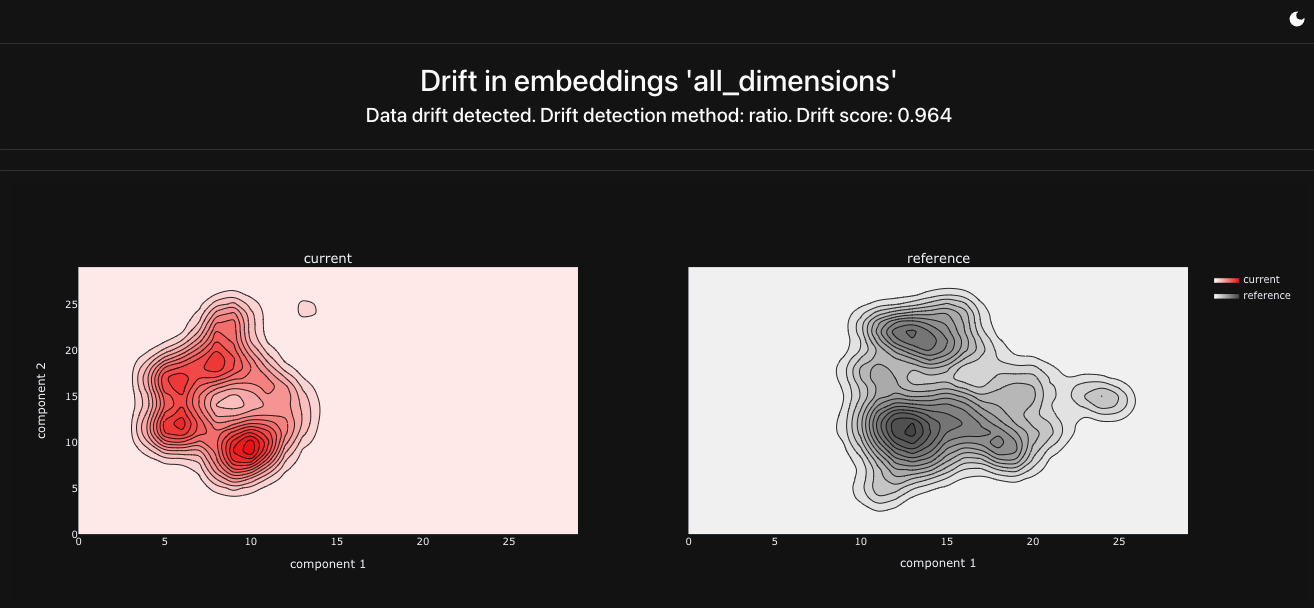 Drift in embeddings 'all_dimensions'
Data drift detected. Drift detection method: ratio. Drift score: 0.964
current
reference
current
reference
component 2
25
20
15
10
5
0
0 5 10 15 20 25
0 5 10 15 20 25
component 1
component 1